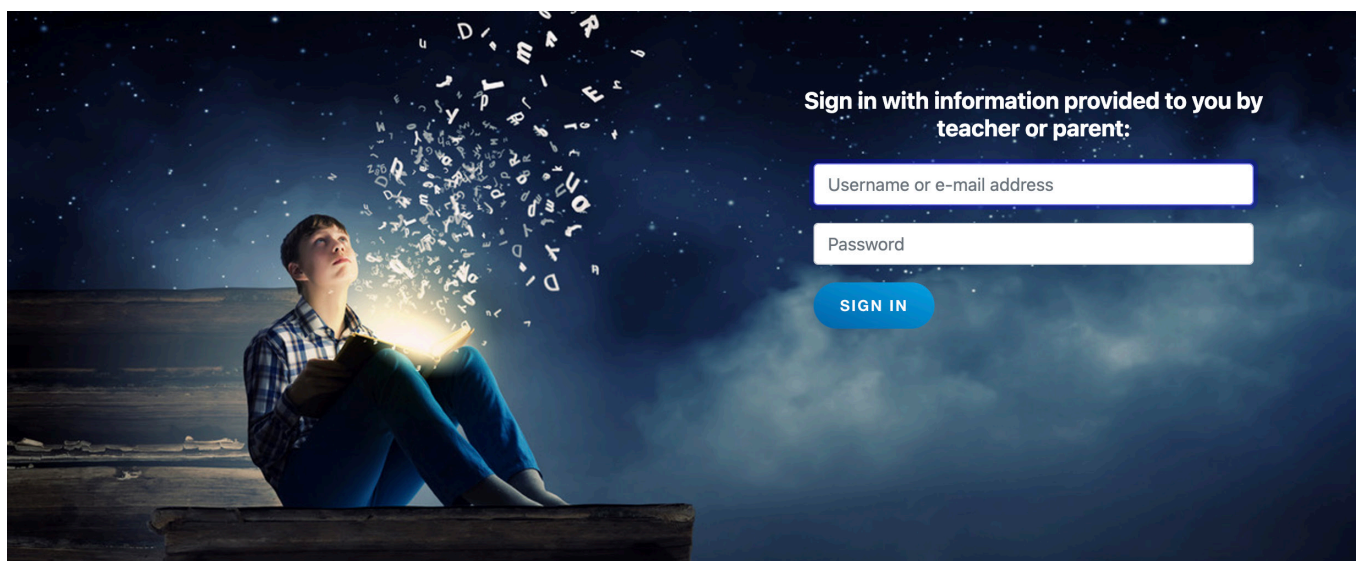 Sign in with information provided to you by
teacher or parent:
Username or e-mail address
Password
SIGN IN